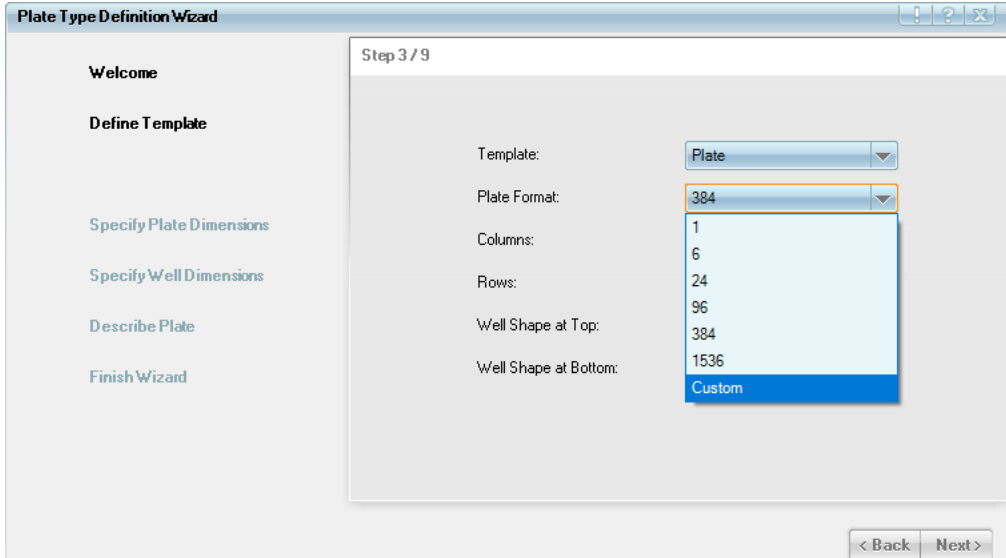 Plate Type Definition Wizard
! ? X
Welcome
Define Template
Specify Plate Dimensions
Specify Well Dimensions
Describe Plate
Finish Wizard
Step 3 / 9
Template: Plate
Plate Format: 384
Columns:
Rows:
Well Shape at Top:
Well Shape at Bottom:
1
6
24
96
384
1536
Custom
< Back Next >